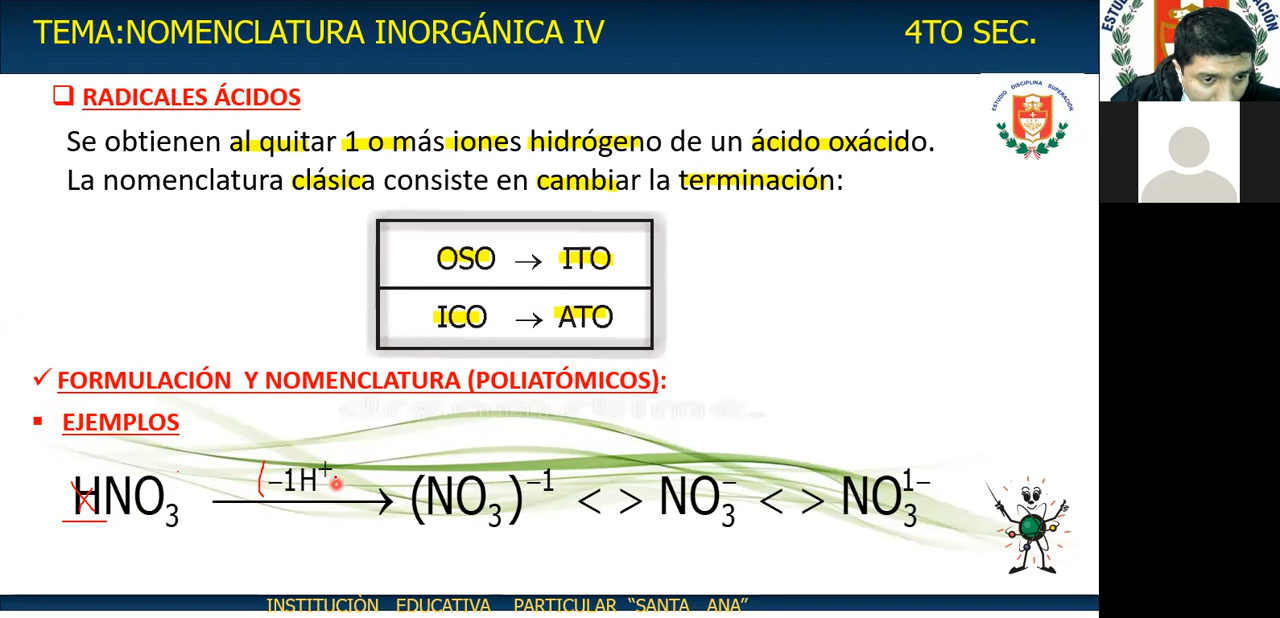 TEMA:NOMENCLATURA INORGÁNICA IV 4TO SEC.
❑ RADICALES ÁCIDOS
Se obtienen al quitar 1 o más iones hidrógeno de un ácido oxácido.
La nomenclatura clásica consiste en cambiar la terminación:
ESTUDIO DISCIPLINA SUPERACIÓN
OSO → ITO
ICO → ATO
✓ FORMULACIÓN Y NOMENCLATURA (POLIATÓMICOS):
▪ EJEMPLOS
HNO₃ —(−1H⁺→ (NO₃)⁻¹ < > NO₃⁻ < > NO₃¹⁻
INSTITUCIÒN EDUCATIVA PARTICULAR “SANTA ANA”